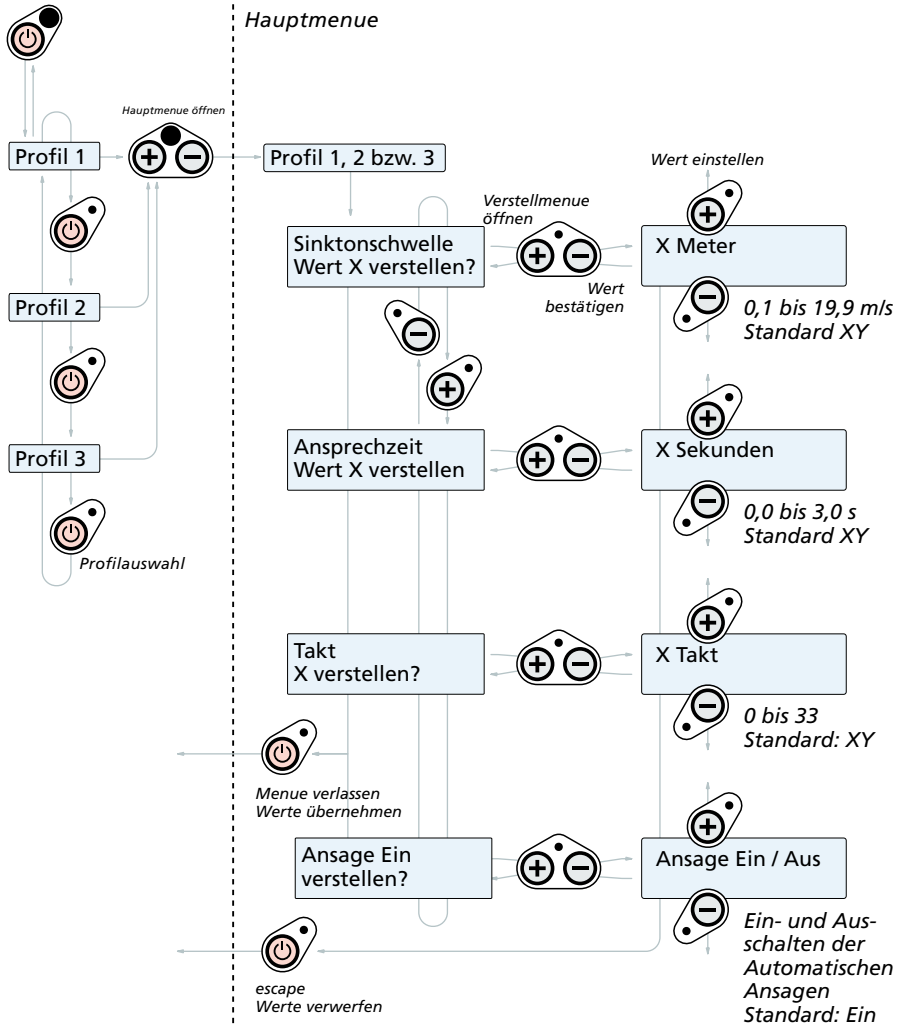 Hauptmenue
Hauptmenue öffnen
Profil 1
Profil 2
Profil 3
Profilauswahl
Profil 1, 2 bzw. 3
Sinktonschwelle
Wert X verstellen?
Verstellmenue
öffnen
Wert
bestätigen
Wert einstellen
X Meter
0,1 bis 19,9 m/s
Standard XY
Ansprechzeit
Wert X verstellen
X Sekunden
0,0 bis 3,0 s
Standard XY
Takt
X verstellen?
X Takt
0 bis 33
Standard: XY
Menue verlassen
Werte übernehmen
Ansage Ein
verstellen?
Ansage Ein / Aus
Ein- und Aus-
schalten der
Automatischen
Ansagen
Standard: Ein
escape
Werte verwerfen